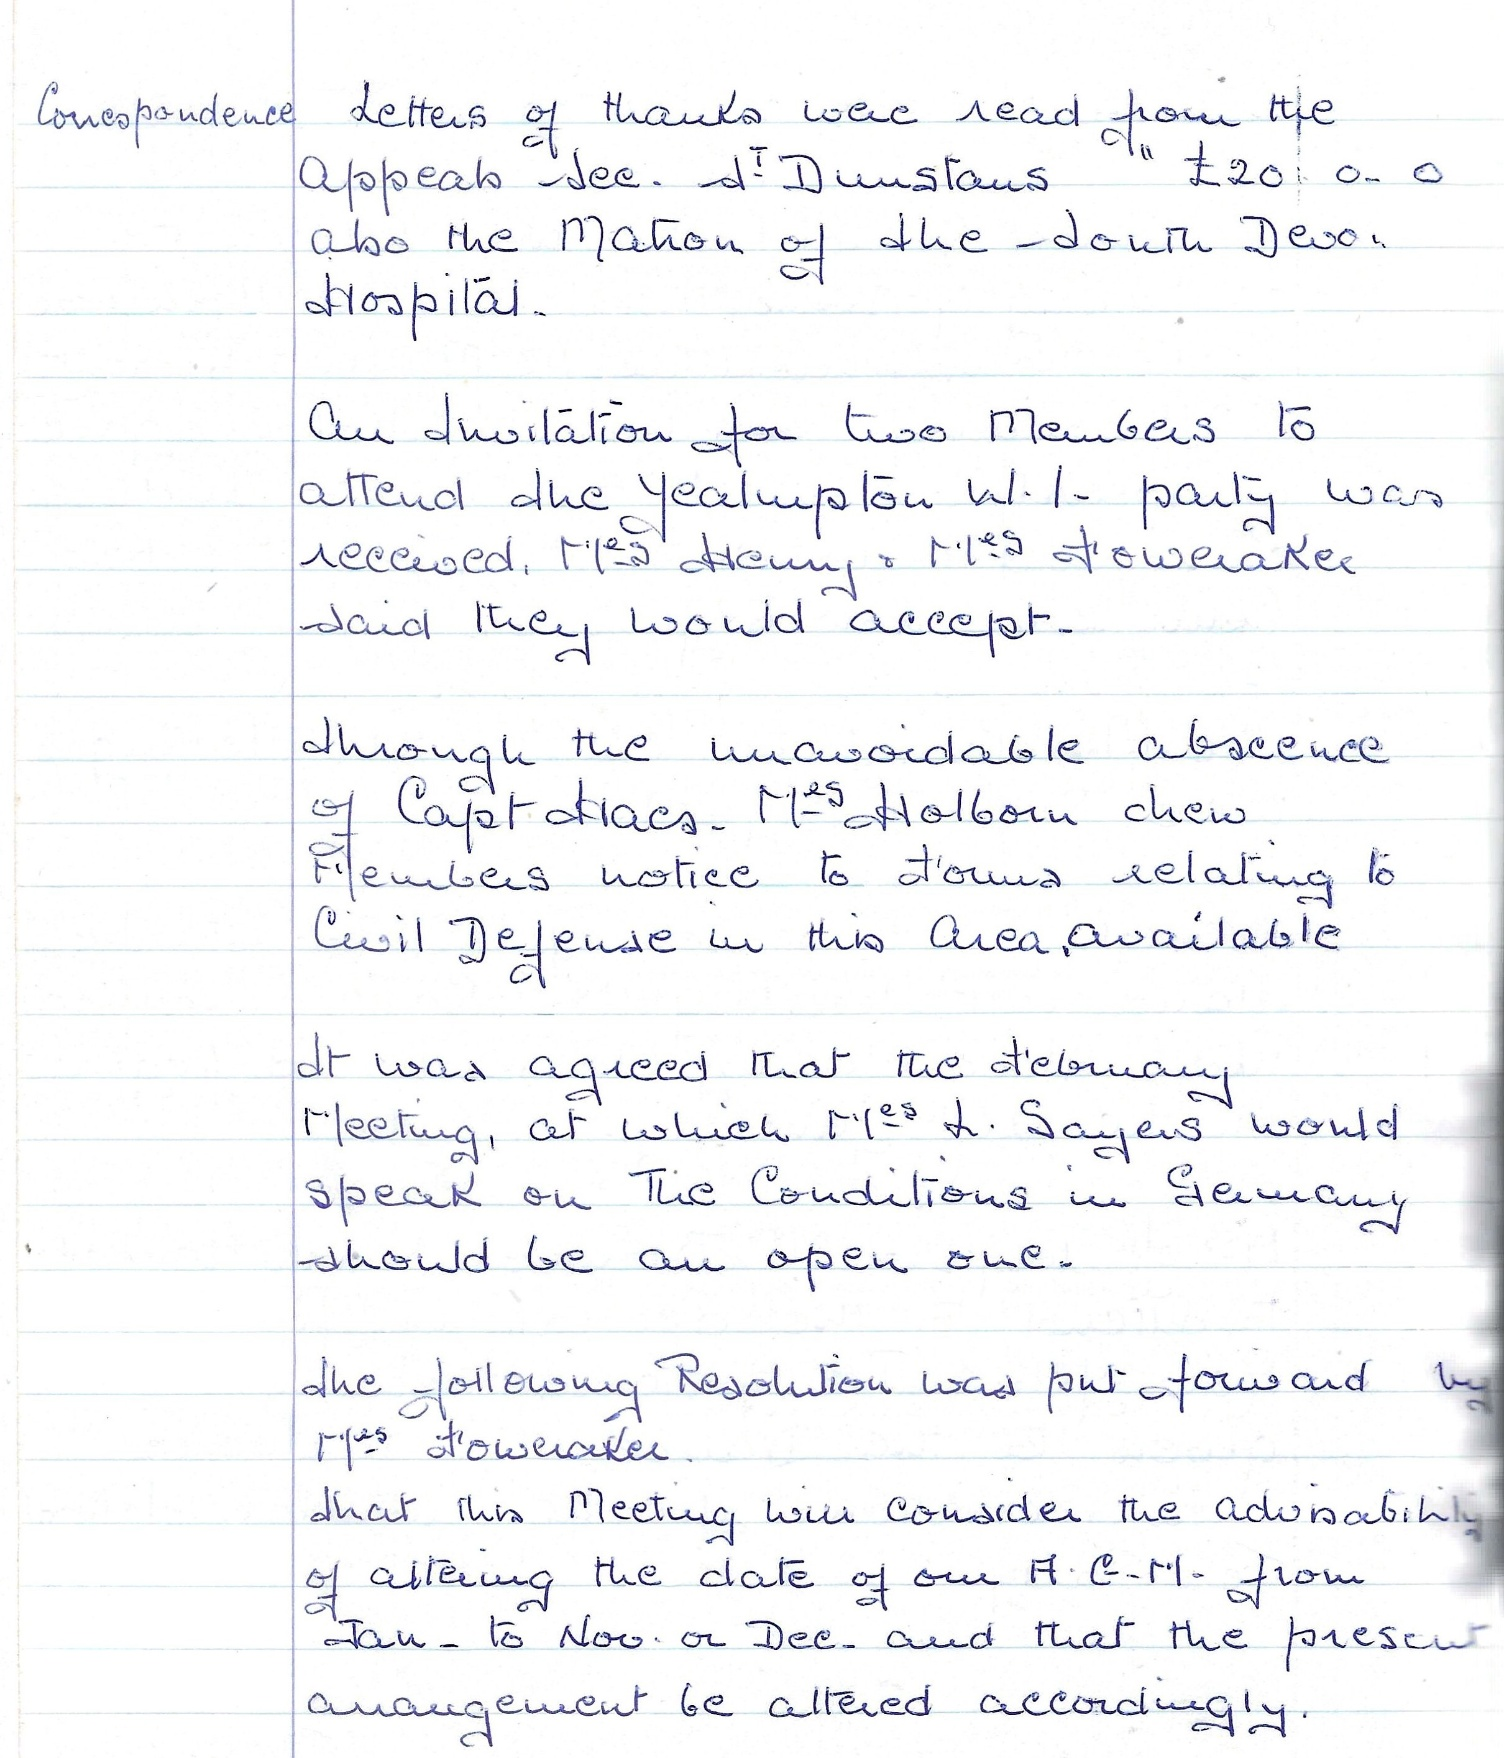 Correspondence Letters of thanks were read from the
Appeals Sec. St Dunstans " £20. 0. 0
also the Matron of the South Devon
Hospital.
An Invitation for two Members to
attend the Yealmpton W.I. party was
received. Mrs Henny & Mrs Foweraker
said they would accept.
Through the unavoidable abscence
of Capt Hacs. Mrs Holborn drew
Members notice to Forms relating to
Civil Defense in this Area, available
It was agreed that the February
Meeting, at which Mrs L. Sayers would
speak on The Conditions in Germany
should be an open one.
The following Resolution was put forward by
Mrs Foweraker.
That this Meeting will consider the advisability
of altering the date of our A.G.M. from
Jan. to Nov. or Dec. and that the present
arrangement be altered accordingly.